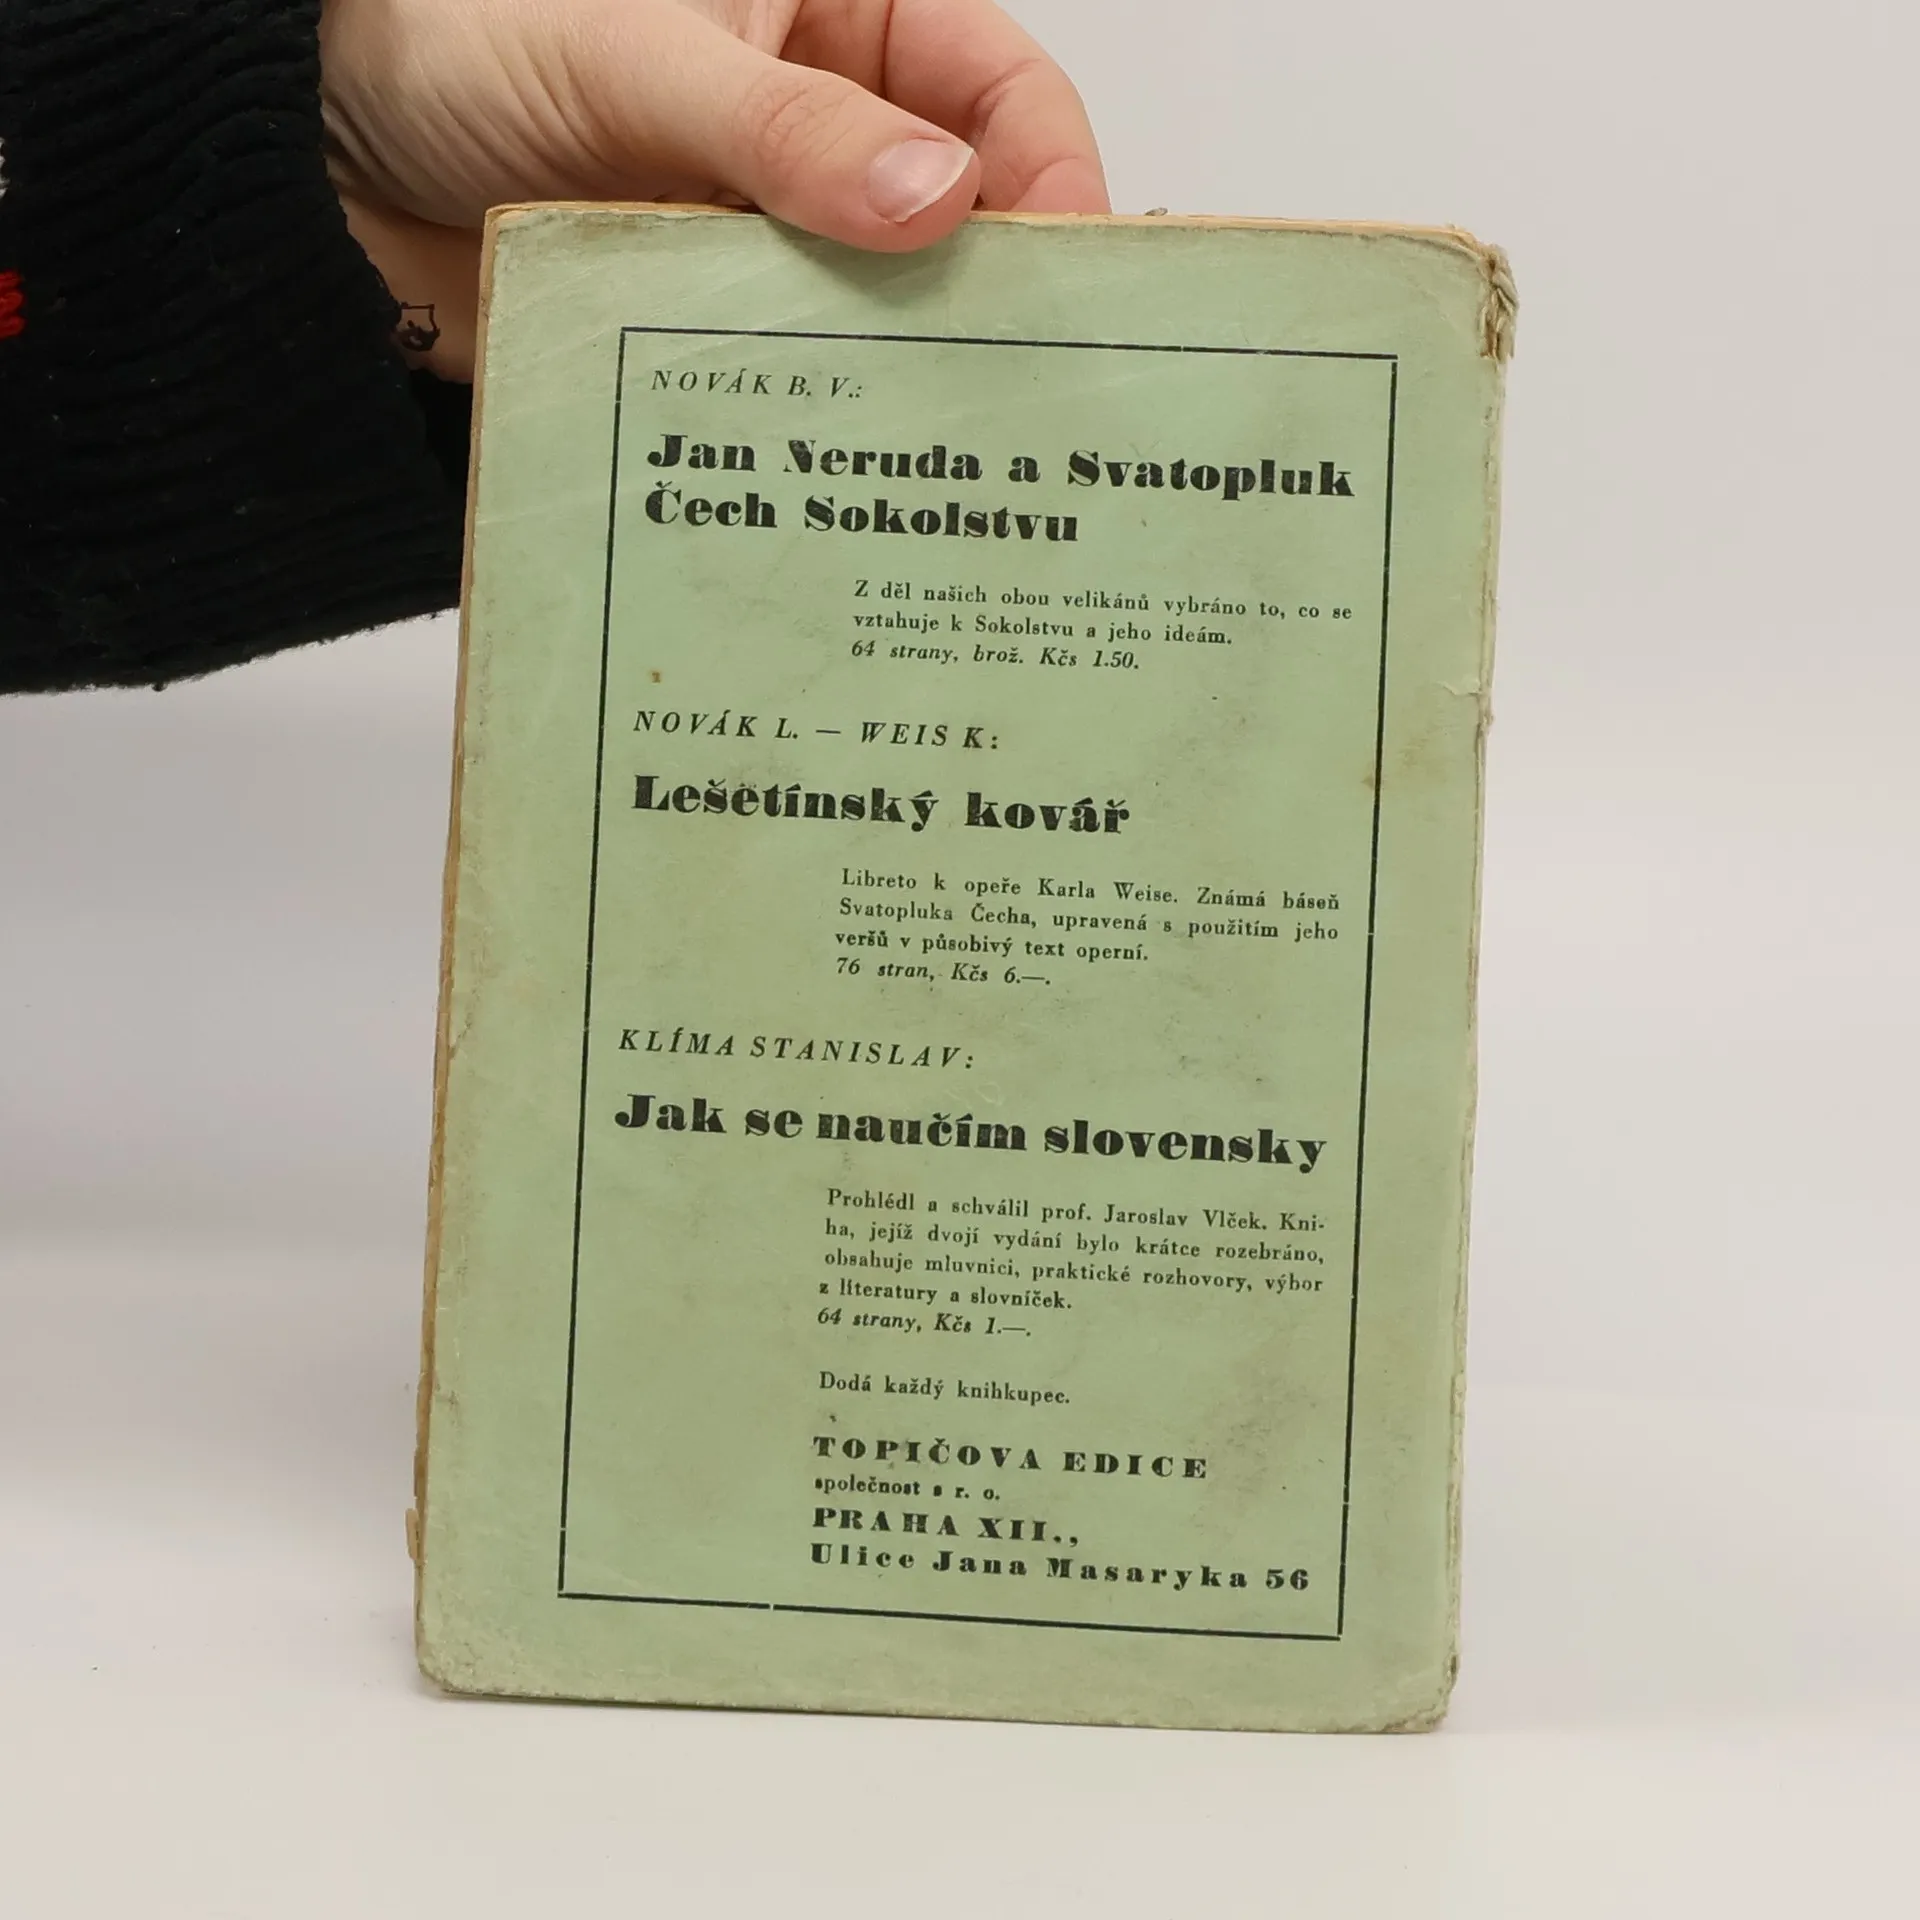 NOVÁK B. V.:
Jan Neruda a Svatopluk
Čech Sokolstvu
Z děl našich obou velikánů vybráno to, co se
vztahuje k Sokolstvu a jeho ideám.
64 strany, brož. Kčs 1.50.
NOVÁK L. — WEIS K:
Lešetínský kovář
Libreto k opeře Karla Weise. Známá báseň
Svatopluka Čecha, upravená s použitím jeho
veršů v působivý text operní.
76 stran, Kčs 6.—.
KLÍMA STANISLAV:
Jak se naučím slovensky
Prohlédl a schválil prof. Jaroslav Vlček. Kni-
ha, jejíž dvojí vydání bylo krátce rozebráno,
obsahuje mluvnici, praktické rozhovory, výbor
z literatury a slovníček.
64 strany, Kčs 1.—.
Dodá každý knihkupec.
TOPIČOVA EDICE
společnost s r. o.
PRAHA XII.,
Ulice Jana Masaryka 56